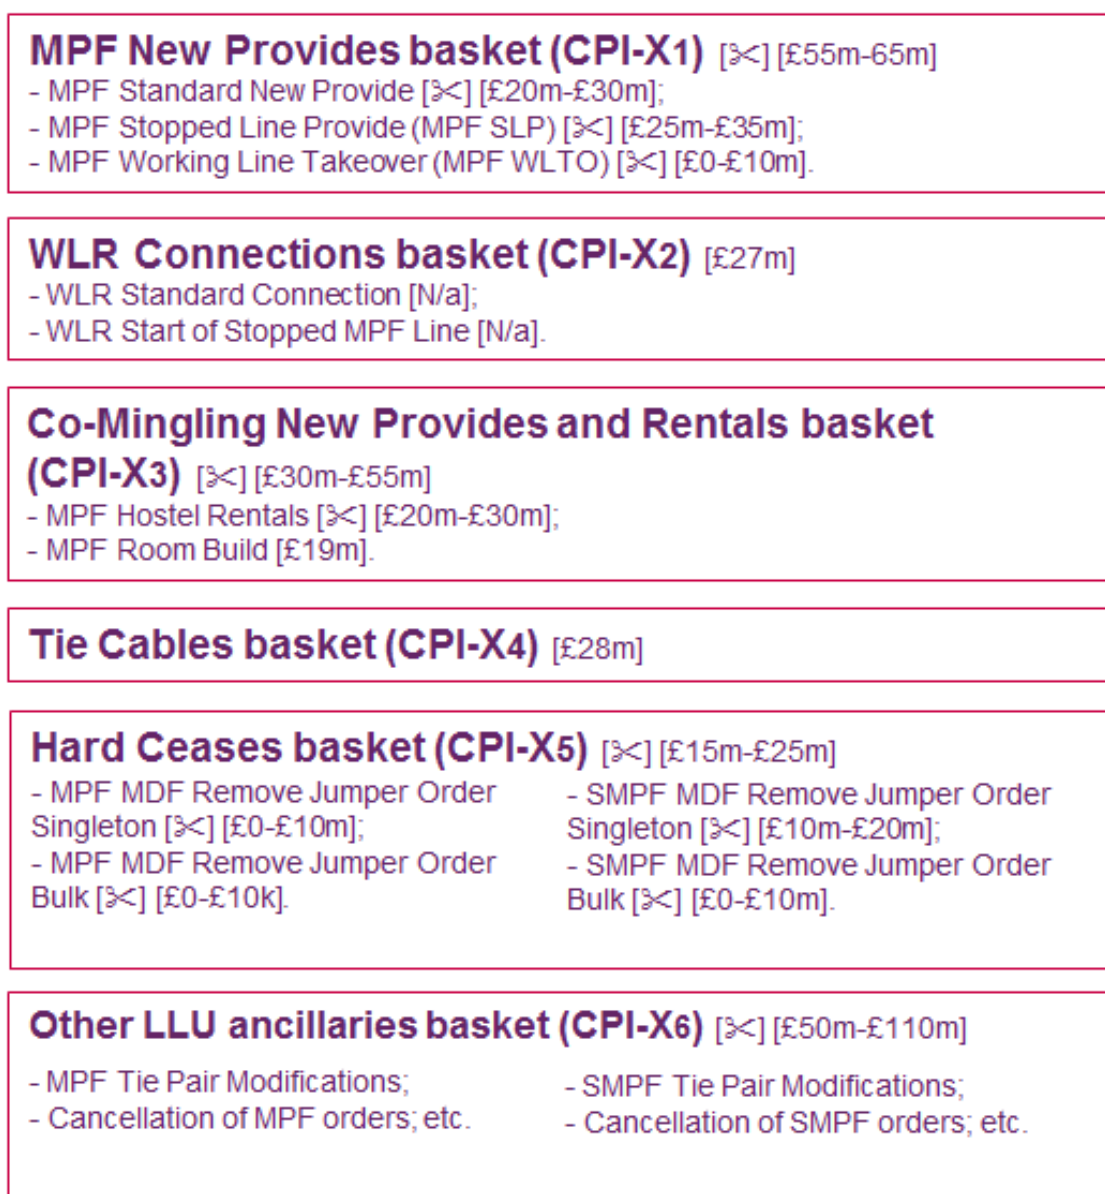 MPF New Provides basket (CPI-X1) [✂] [£55m-65m]
- MPF Standard New Provide [✂] [£20m-£30m];
- MPF Stopped Line Provide (MPF SLP) [✂] [£25m-£35m];
- MPF Working Line Takeover (MPF WLTO) [✂] [£0-£10m].
WLR Connections basket (CPI-X2) [£27m]
- WLR Standard Connection [N/a];
- WLR Start of Stopped MPF Line [N/a].
Co-Mingling New Provides and Rentals basket
(CPI-X3) [✂] [£30m-£55m]
- MPF Hostel Rentals [✂] [£20m-£30m];
- MPF Room Build [£19m].
Tie Cables basket (CPI-X4) [£28m]
Hard Ceases basket (CPI-X5) [✂] [£15m-£25m]
- MPF MDF Remove Jumper Order
Singleton [✂] [£0-£10m];
- MPF MDF Remove Jumper Order
Bulk [✂] [£0-£10k].
- SMPF MDF Remove Jumper Order
Singleton [✂] [£10m-£20m];
- SMPF MDF Remove Jumper Order
Bulk [✂] [£0-£10m].
Other LLU ancillaries basket (CPI-X6) [✂] [£50m-£110m]
- MPF Tie Pair Modifications;
- Cancellation of MPF orders; etc.
- SMPF Tie Pair Modifications;
- Cancellation of SMPF orders; etc.